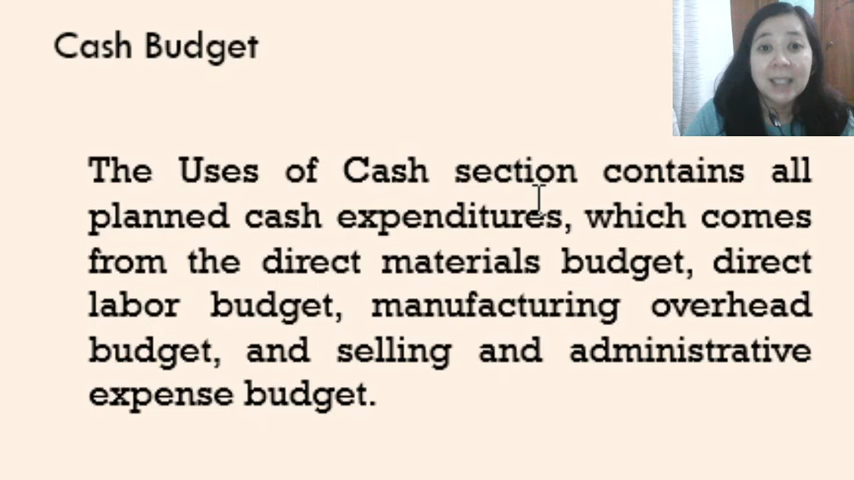 Cash Budget
The Uses of Cash section contains all
planned cash expenditures, which comes
from the direct materials budget, direct
labor budget, manufacturing overhead
budget, and selling and administrative
expense budget.